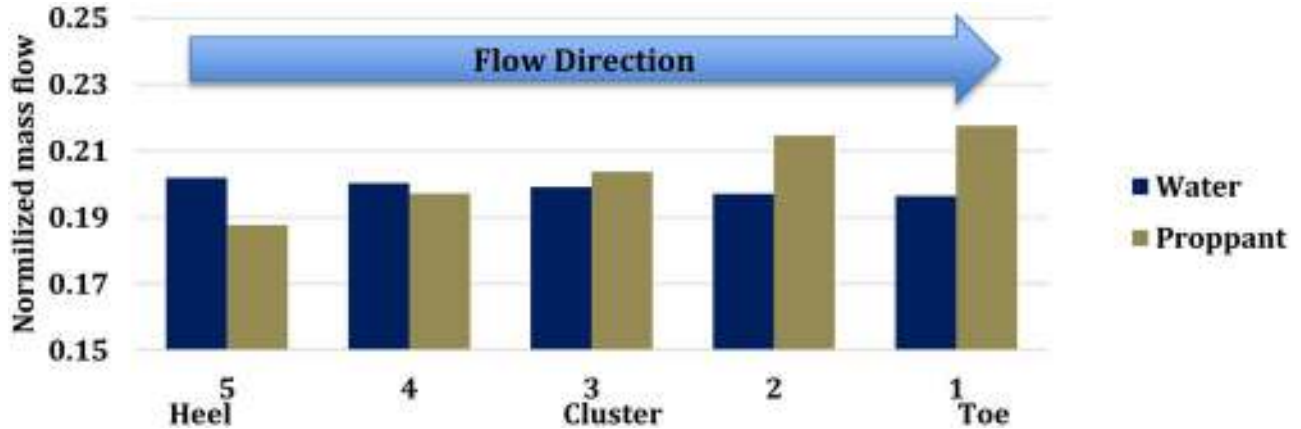 Normilized mass flow
0.25
0.23
0.21
0.19
0.17
0.15
Flow Direction
5 4 3 2 1
Heel Cluster Toe
Water
Proppant